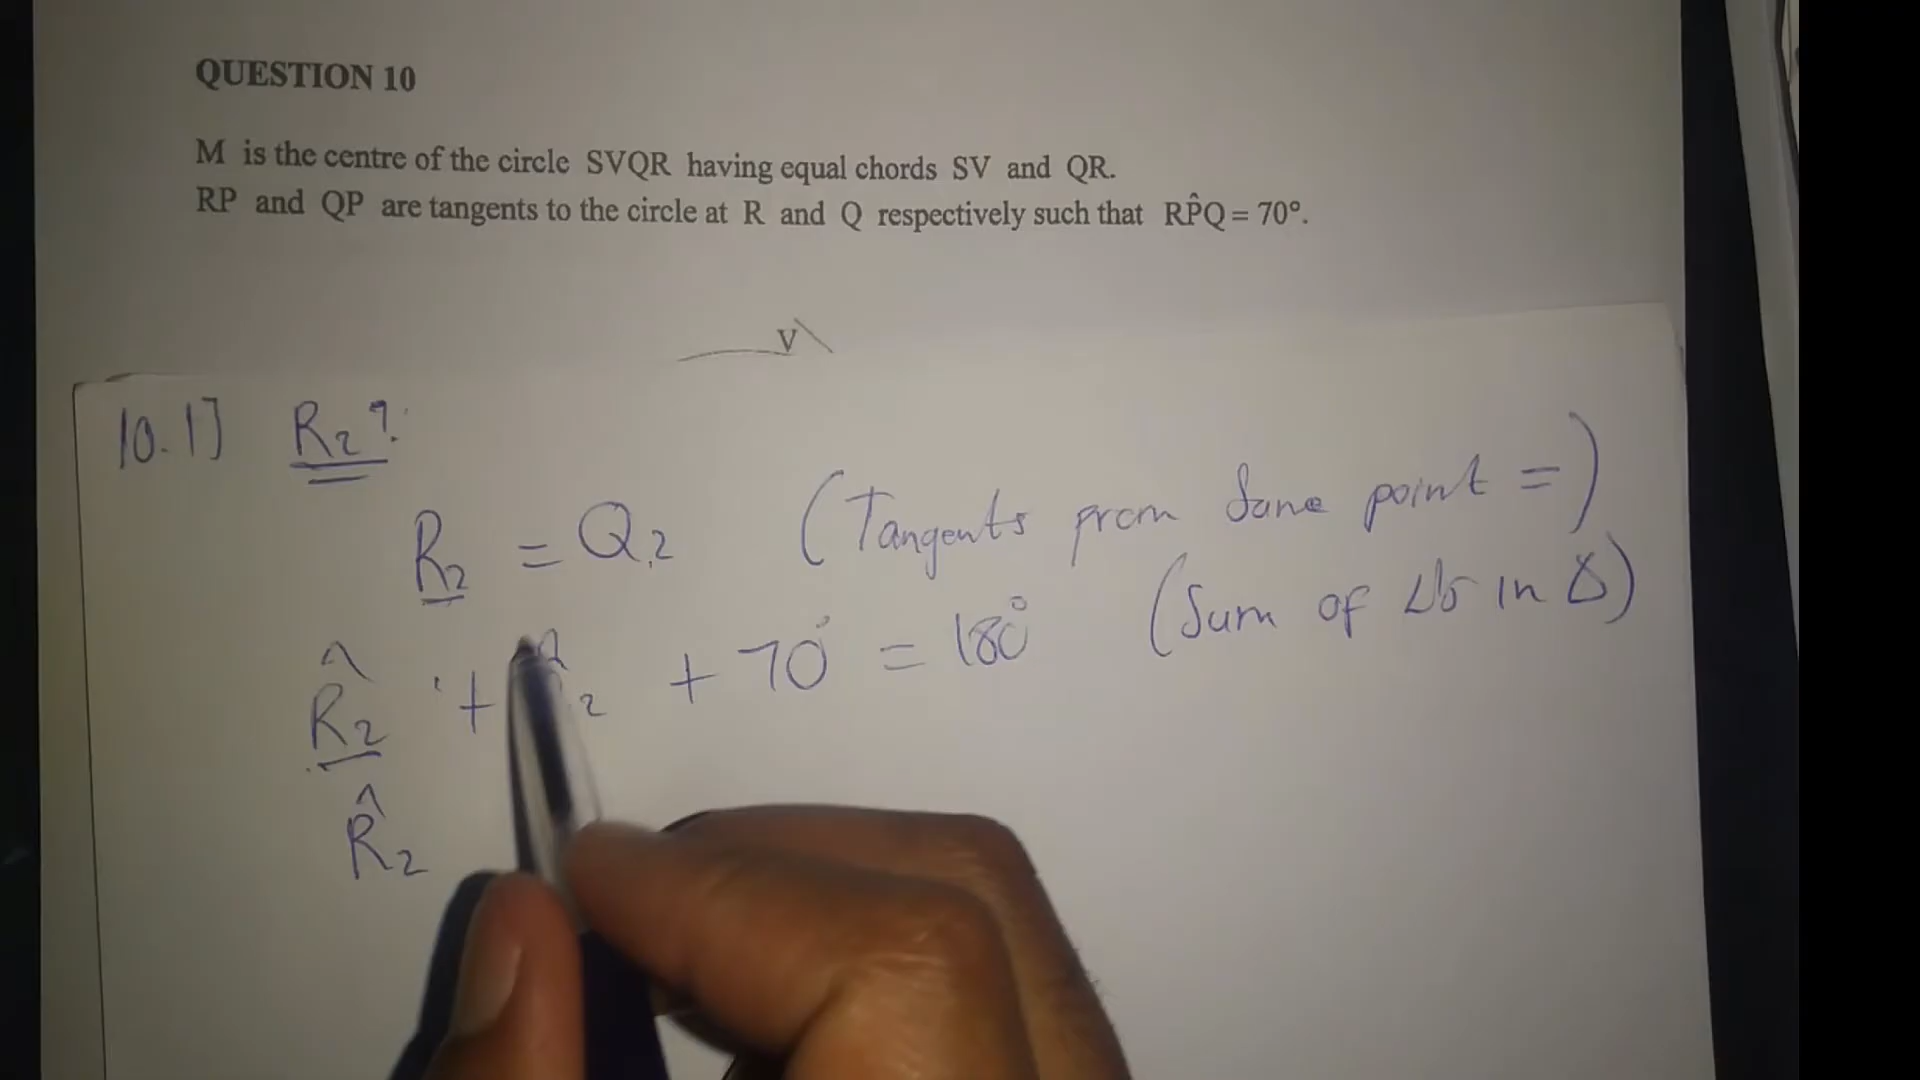 QUESTION 10
M is the centre of the circle SVQR having equal chords SV and QR.
RP and QP are tangents to the circle at R and Q respectively such that RP̂Q = 70°.
V
10.1] R₂?
R₂ = Q₂ (Tangents from same point =)
R̂₂ + ₂ + 70° = 180° (Sum of ∠s in Δ)
R̂₂